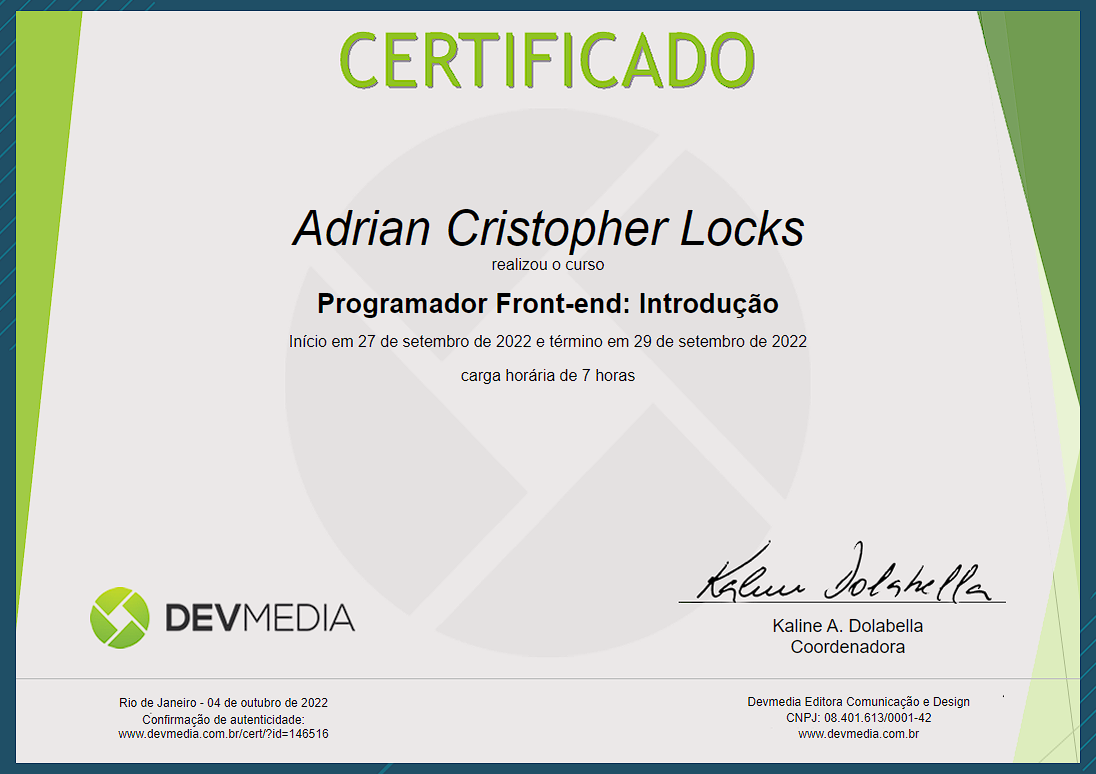 CERTIFICADO
Adrian Cristopher Locks
realizou o curso
Programador Front-end: Introdução
Início em 27 de setembro de 2022 e término em 29 de setembro de 2022
carga horária de 7 horas
DEVMEDIA
Kaline Dolabella
Kaline A. Dolabella
Coordenadora
Rio de Janeiro - 04 de outubro de 2022
Confirmação de autenticidade:
www.devmedia.com.br/cert/?id=146516
Devmedia Editora Comunicação e Design
CNPJ: 08.401.613/0001-42
www.devmedia.com.br